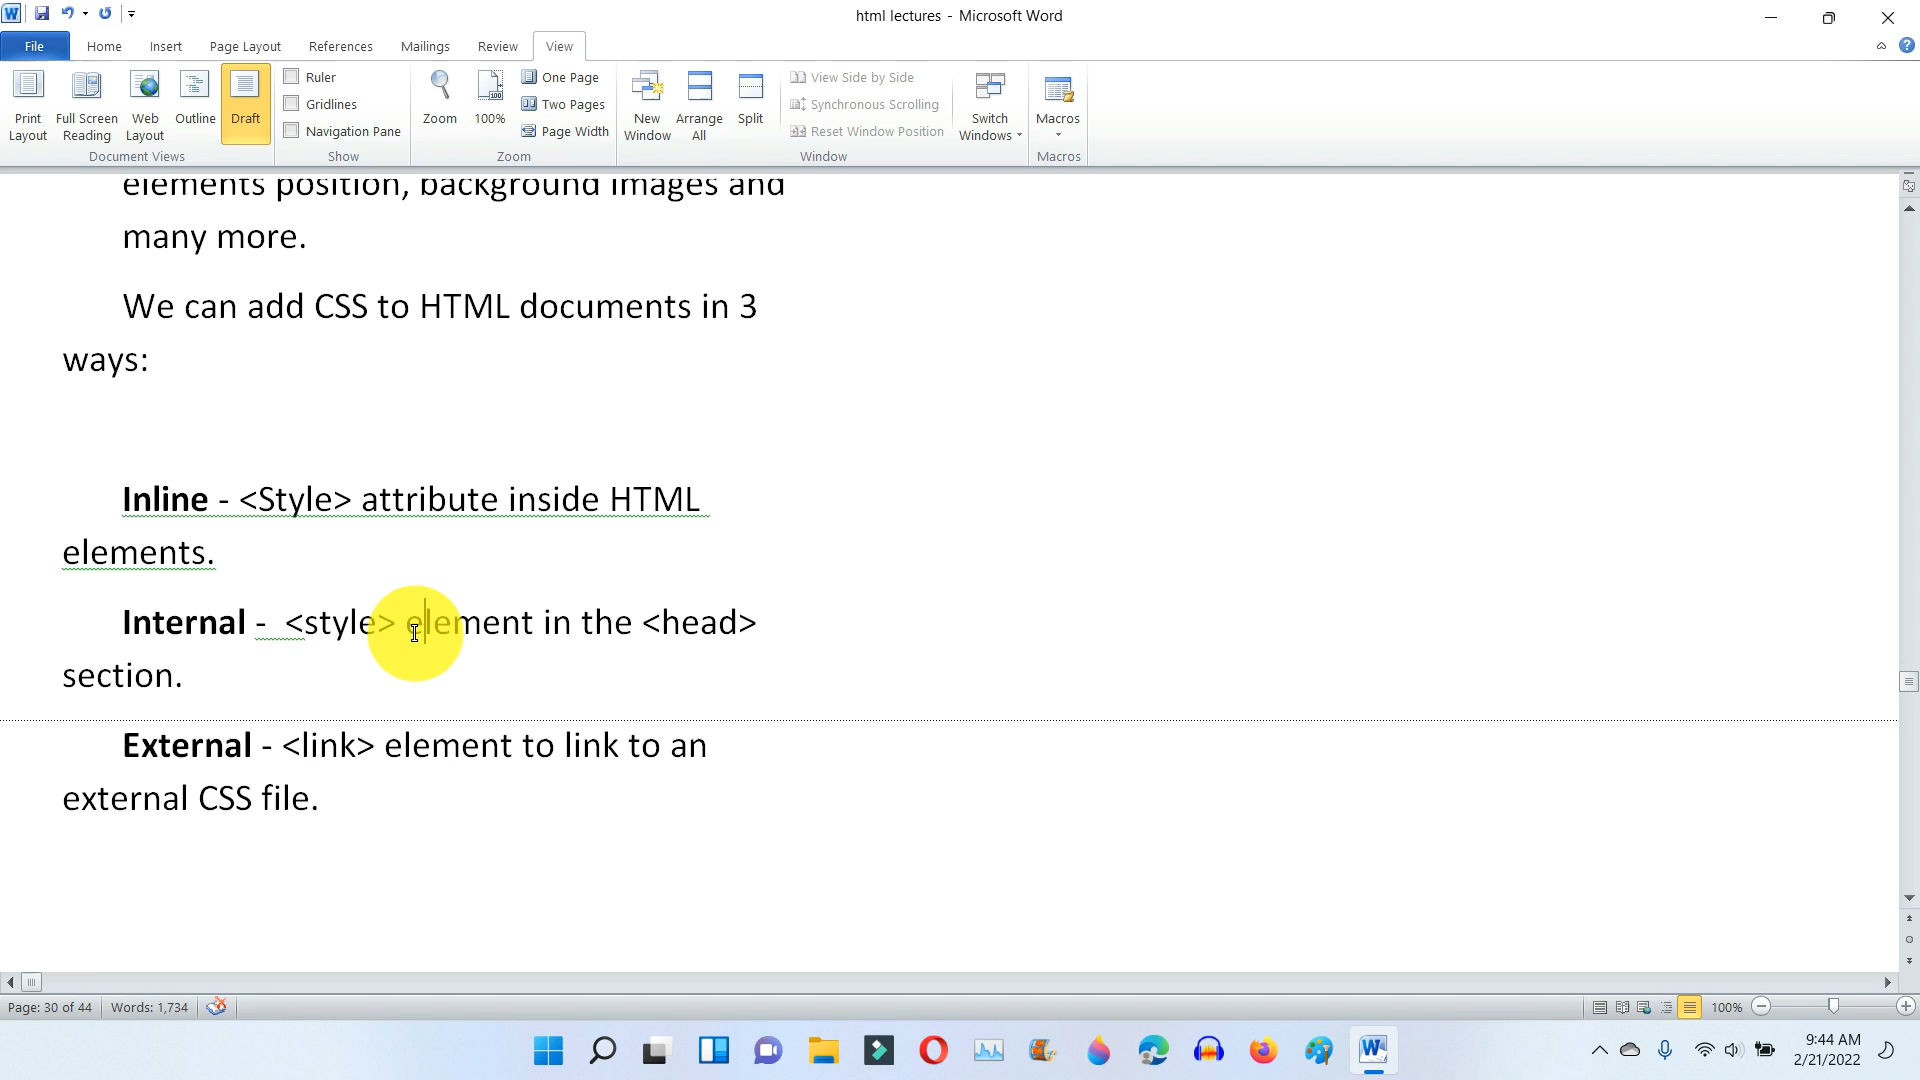 html lectures - Microsoft Word
File Home Insert Page Layout References Mailings Review View
Print Layout
Full Screen Reading
Web Layout
Outline
Draft
Document Views
Ruler
Gridlines
Navigation Pane
Show
Zoom
100%
One Page
Two Pages
Page Width
Zoom
New Window
Arrange All
Split
View Side by Side
Synchronous Scrolling
Reset Window Position
Window
Switch Windows
Macros
Macros
elements position, background images and
many more.
We can add CSS to HTML documents in 3
ways:
Inline - <Style> attribute inside HTML
elements.
Internal -  <style> element in the <head>
section.
External - <link> element to link to an
external CSS file.
Page: 30 of 44 Words: 1,734 100%
9:44 AM
2/21/2022